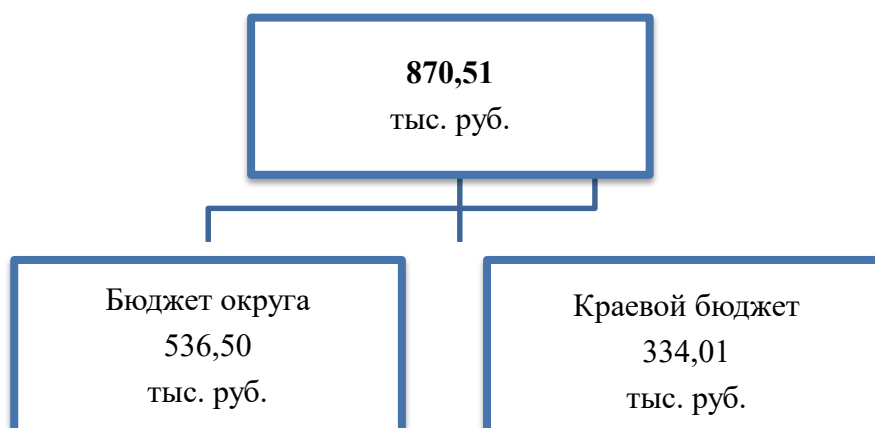 870,51
тыс. руб.
Бюджет округа
536,50
тыс. руб.
Краевой бюджет
334,01
тыс. руб.